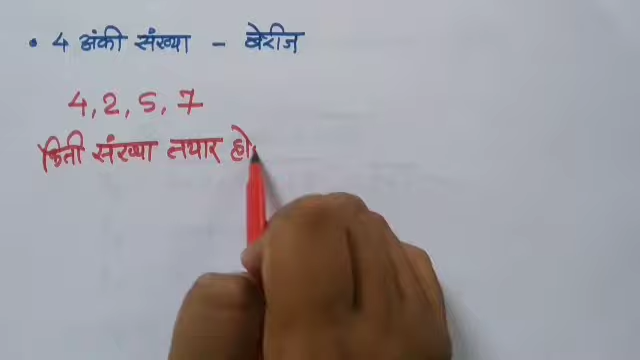 • 4 अंकी संख्या - बेरीज
4, 2, 5, 7
किती संख्या तयार हो